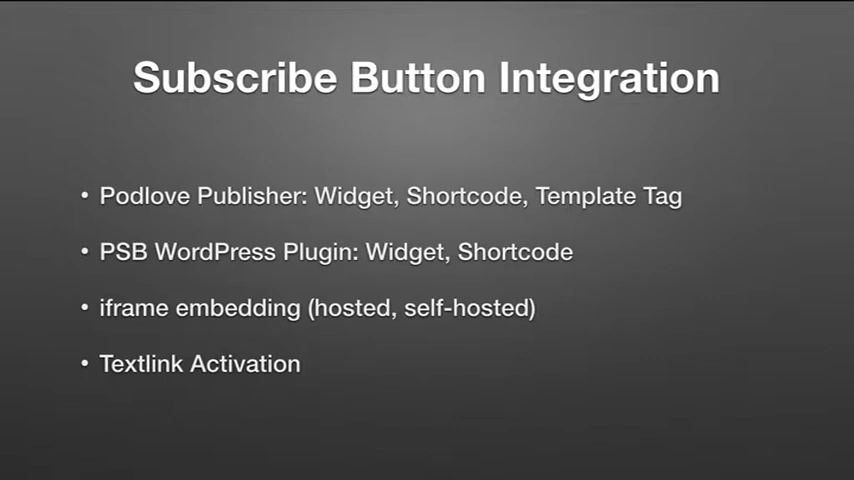 Subscribe Button Integration
• Podlove Publisher: Widget, Shortcode, Template Tag
• PSB WordPress Plugin: Widget, Shortcode
• iframe embedding (hosted, self-hosted)
• Textlink Activation